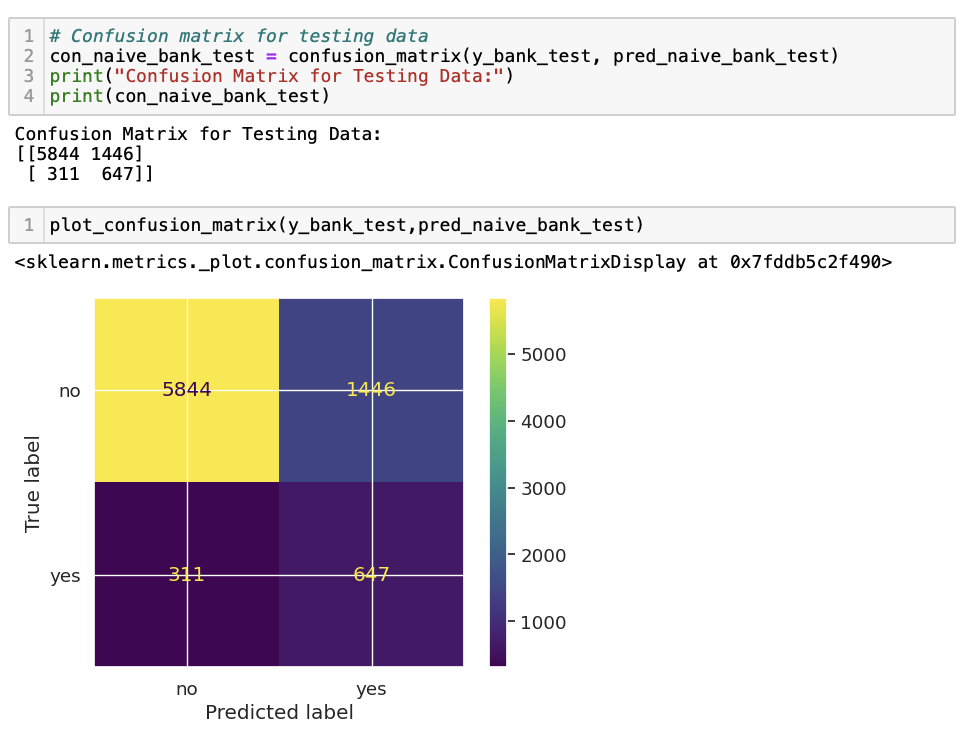 1 # Confusion matrix for testing data
2 con_naive_bank_test = confusion_matrix(y_bank_test, pred_naive_bank_test)
3 print("Confusion Matrix for Testing Data:")
4 print(con_naive_bank_test)
Confusion Matrix for Testing Data:
[[5844 1446]
 [ 311  647]]
1 plot_confusion_matrix(y_bank_test,pred_naive_bank_test)
<sklearn.metrics._plot.confusion_matrix.ConfusionMatrixDisplay at 0x7fddb5c2f490>
5000
4000
3000
2000
1000
no
5844 1446
True label
yes
311 647
no yes
Predicted label